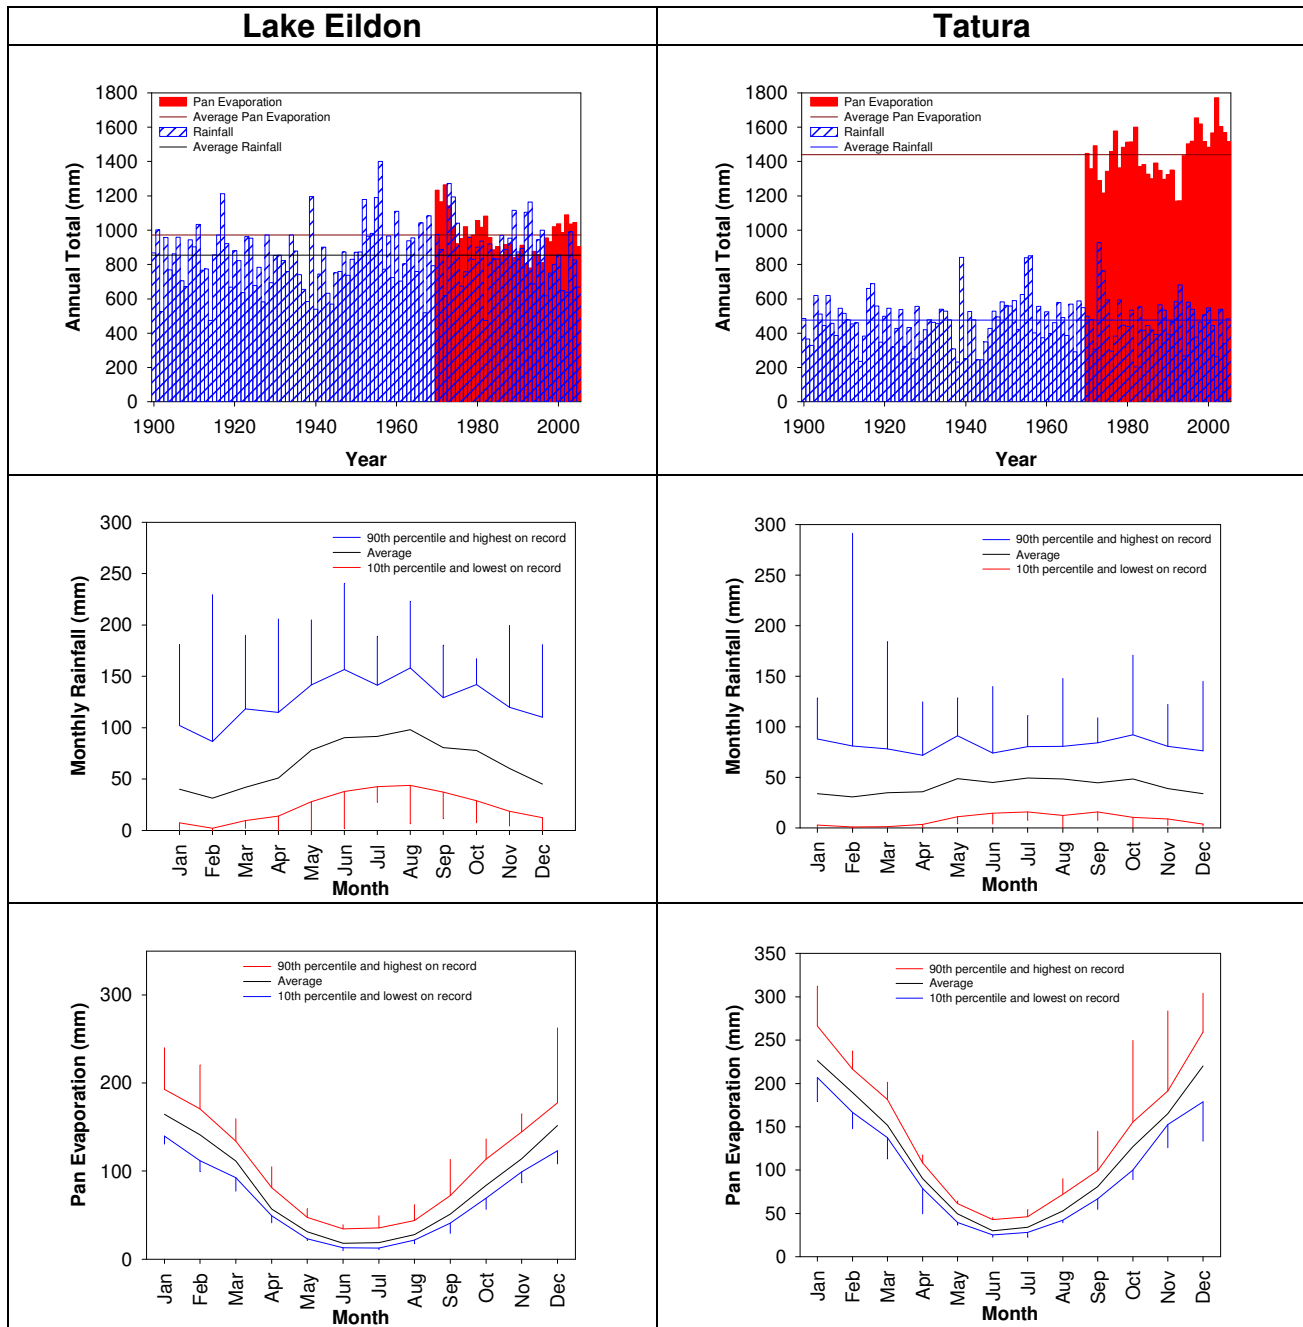 Lake Eildon
Tatura
1800
1600
1400
1200
1000
800
600
400
200
0
Annual Total (mm)
Pan Evaporation
Average Pan Evaporation
Rainfall
Average Rainfall
1900 1920 1940 1960 1980 2000
Year
1800
1600
1400
1200
1000
800
600
400
200
0
Annual Total (mm)
Pan Evaporation
Average Pan Evaporation
Rainfall
Average Rainfall
1900 1920 1940 1960 1980 2000
Year
300
250
200
150
100
50
0
Monthly Rainfall (mm)
90th percentile and highest on record
Average
10th percentile and lowest on record
Jan Feb Mar Apr May Jun Jul Aug Sep Oct Nov Dec
Month
300
250
200
150
100
50
0
Monthly Rainfall (mm)
90th percentile and highest on record
Average
10th percentile and lowest on record
Jan Feb Mar Apr May Jun Jul Aug Sep Oct Nov Dec
Month
300
200
100
0
Pan Evaporation (mm)
90th percentile and highest on record
Average
10th percentile and lowest on record
Jan Feb Mar Apr May Jun Jul Aug Sep Oct Nov Dec
Month
350
300
250
200
150
100
50
0
Pan Evaporation (mm)
90th percentile and highest on record
Average
10th percentile and lowest on record
Jan Feb Mar Apr May Jun Jul Aug Sep Oct Nov Dec
Month